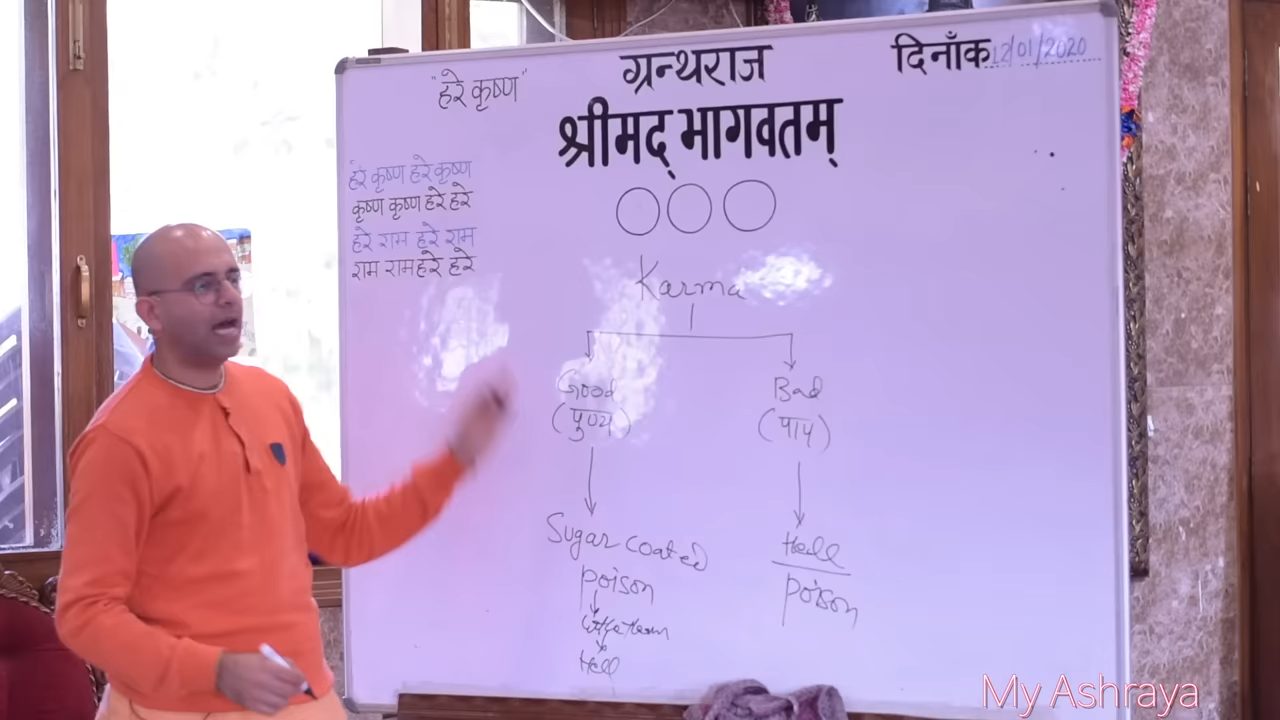 "हरे कृष्ण"
ग्रन्थराज
श्रीमद् भागवतम्
दिनाँक 12/01/2020
हरे कृष्ण हरे कृष्ण
कृष्ण कृष्ण हरे हरे
हरे राम हरे राम
राम राम हरे हरे
Karma
Good
(पुण्य)
Bad
(पाप)
Sugar coated
poison
Hell
Hell
poison
My Ashraya